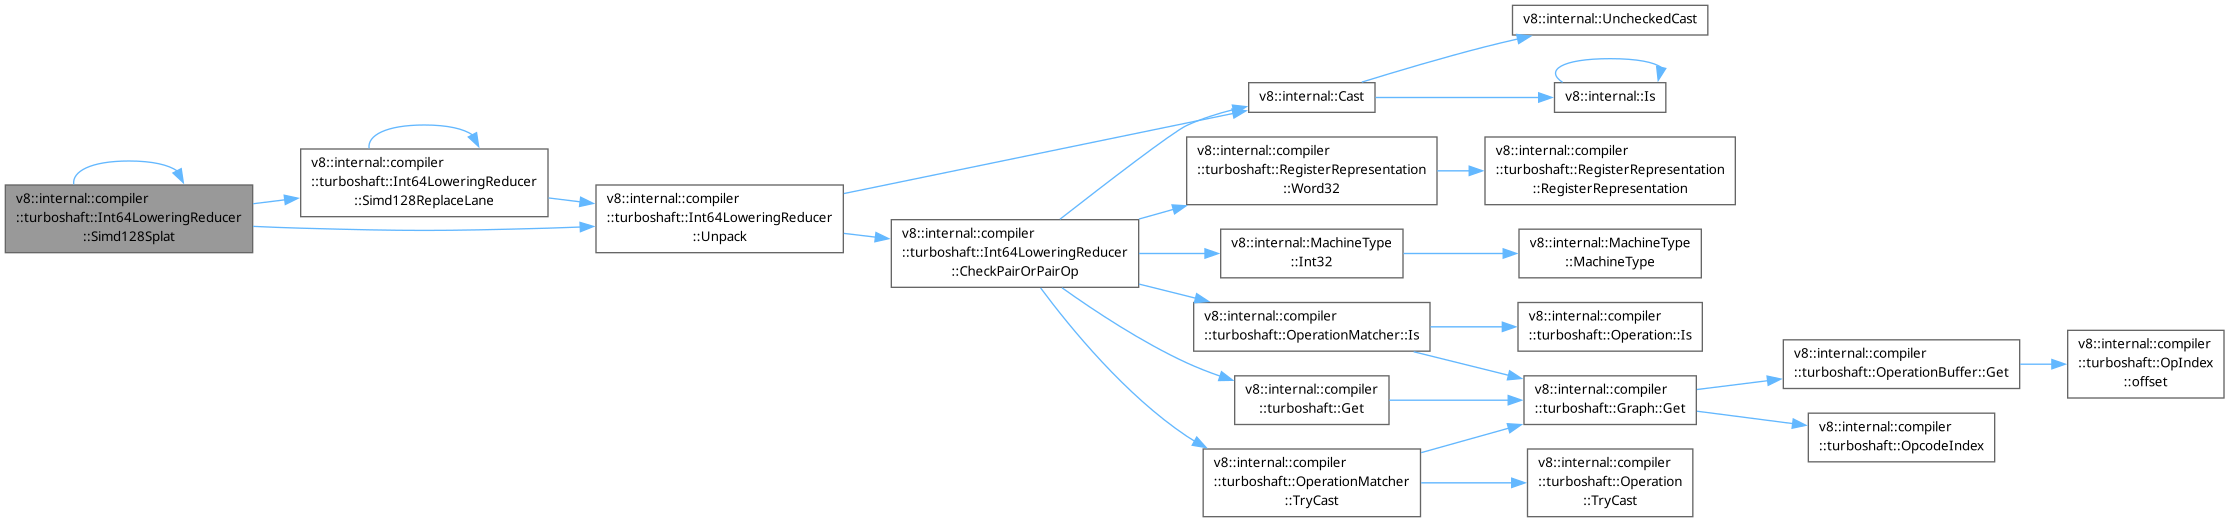 v8::internal::compiler
::turboshaft::Int64LoweringReducer
::Simd128Splat
v8::internal::compiler
::turboshaft::Int64LoweringReducer
::Simd128ReplaceLane
v8::internal::compiler
::turboshaft::Int64LoweringReducer
::Unpack
v8::internal::compiler
::turboshaft::Int64LoweringReducer
::CheckPairOrPairOp
v8::internal::Cast
v8::internal::UncheckedCast
v8::internal::Is
v8::internal::compiler
::turboshaft::RegisterRepresentation
::Word32
v8::internal::compiler
::turboshaft::RegisterRepresentation
::RegisterRepresentation
v8::internal::MachineType
::Int32
v8::internal::MachineType
::MachineType
v8::internal::compiler
::turboshaft::OperationMatcher::Is
v8::internal::compiler
::turboshaft::Operation::Is
v8::internal::compiler
::turboshaft::Get
v8::internal::compiler
::turboshaft::Graph::Get
v8::internal::compiler
::turboshaft::OperationBuffer::Get
v8::internal::compiler
::turboshaft::OpIndex
::offset
v8::internal::compiler
::turboshaft::OpcodeIndex
v8::internal::compiler
::turboshaft::OperationMatcher
::TryCast
v8::internal::compiler
::turboshaft::Operation
::TryCast